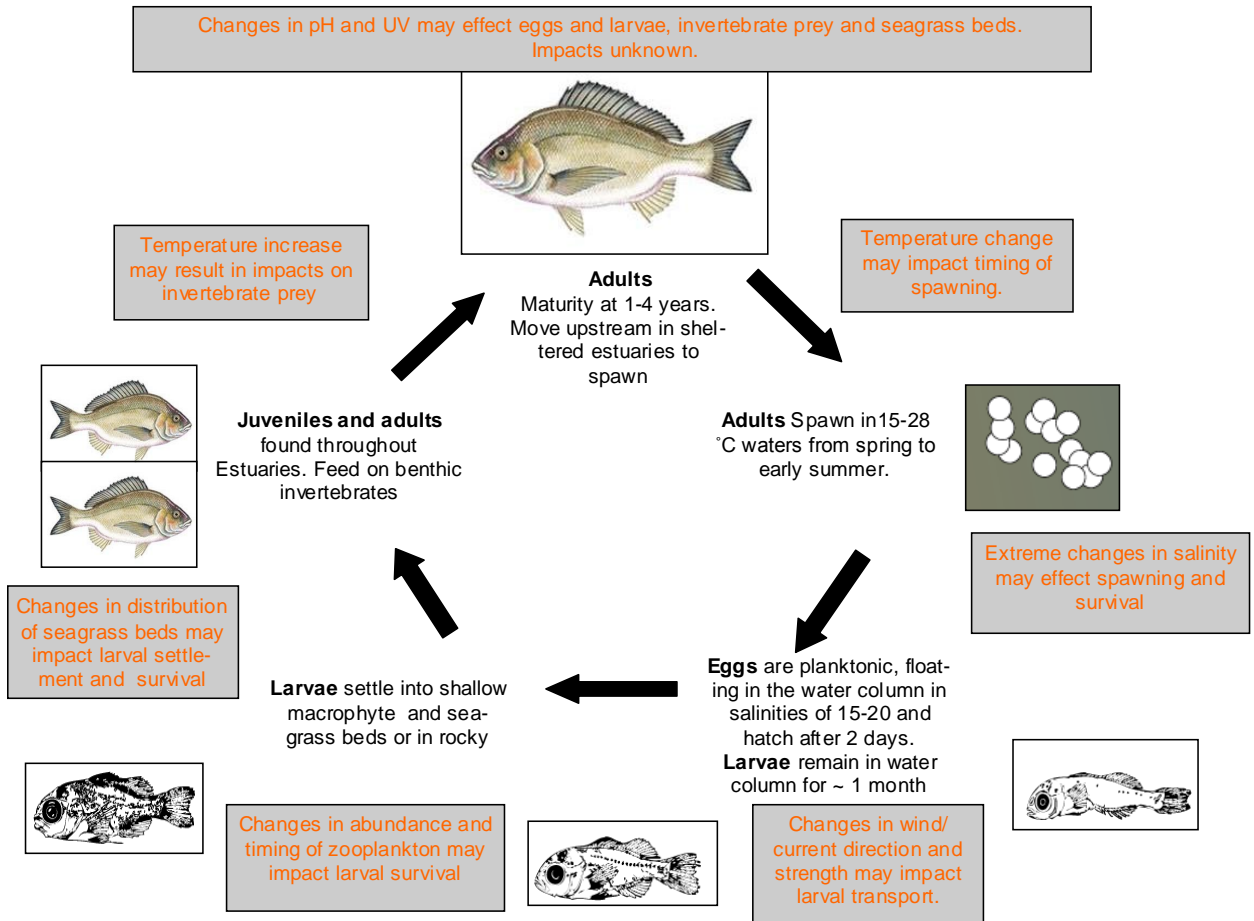 Changes in pH and UV may effect eggs and larvae, invertebrate prey and seagrass beds.
Impacts unknown.
Temperature increase
may result in impacts on
invertebrate prey
Temperature change
may impact timing of
spawning.
Adults
Maturity at 1-4 years.
Move upstream in shel-
tered estuaries to
spawn
Adults Spawn in15-28
˚C waters from spring to
early summer.
Extreme changes in salinity
may effect spawning and
survival
Eggs are planktonic, float-
ing in the water column in
salinities of 15-20 and
hatch after 2 days.
Larvae remain in water
column for ~ 1 month
Changes in wind/
current direction and
strength may impact
larval transport.
Larvae settle into shallow
macrophyte and sea-
grass beds or in rocky
Changes in abundance and
timing of zooplankton may
impact larval survival
Juveniles and adults
found throughout
Estuaries. Feed on benthic
invertebrates
Changes in distribution
of seagrass beds may
impact larval settle-
ment and survival